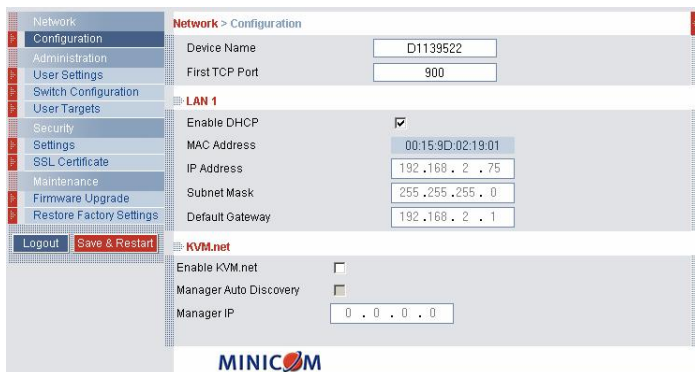 Network
Configuration
Administration
User Settings
Switch Configuration
User Targets
Security
Settings
SSL Certificate
Maintenance
Firmware Upgrade
Restore Factory Settings
Logout Save & Restart
Network > Configuration
Device Name D1139522
First TCP Port 900
LAN 1
Enable DHCP
MAC Address 00:15:9D:02:19:01
IP Address 192.168. 2 . 75
Subnet Mask 255.255.255. 0
Default Gateway 192.168. 2 . 1
KVM.net
Enable KVM.net
Manager Auto Discovery
Manager IP 0 . 0 . 0 . 0
MINICOM